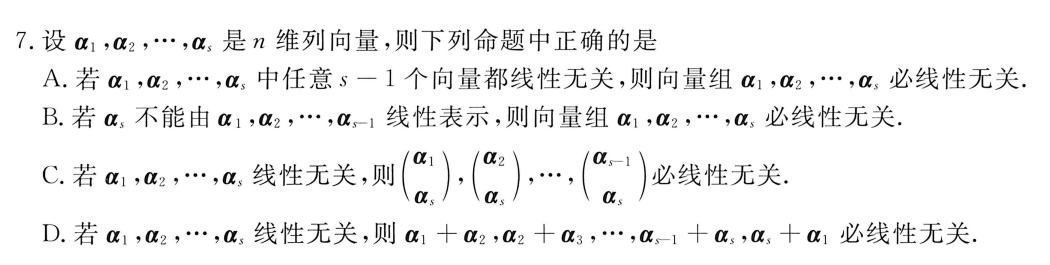 7. 设 α₁,α₂,⋯,αₛ 是 n 维列向量,则下列命题中正确的是
A. 若 α₁,α₂,⋯,αₛ 中任意 s − 1 个向量都线性无关,则向量组 α₁,α₂,⋯,αₛ 必线性无关.
B. 若 αₛ 不能由 α₁,α₂,⋯,αₛ₋₁ 线性表示,则向量组 α₁,α₂,⋯,αₛ 必线性无关.
C. 若 α₁,α₂,⋯,αₛ 线性无关,则(α₁ αₛ),(α₂ αₛ),⋯,(αₛ₋₁ αₛ)必线性无关.
D. 若 α₁,α₂,⋯,αₛ 线性无关,则 α₁ + α₂,α₂ + α₃,⋯,αₛ₋₁ + αₛ,αₛ + α₁ 必线性无关.